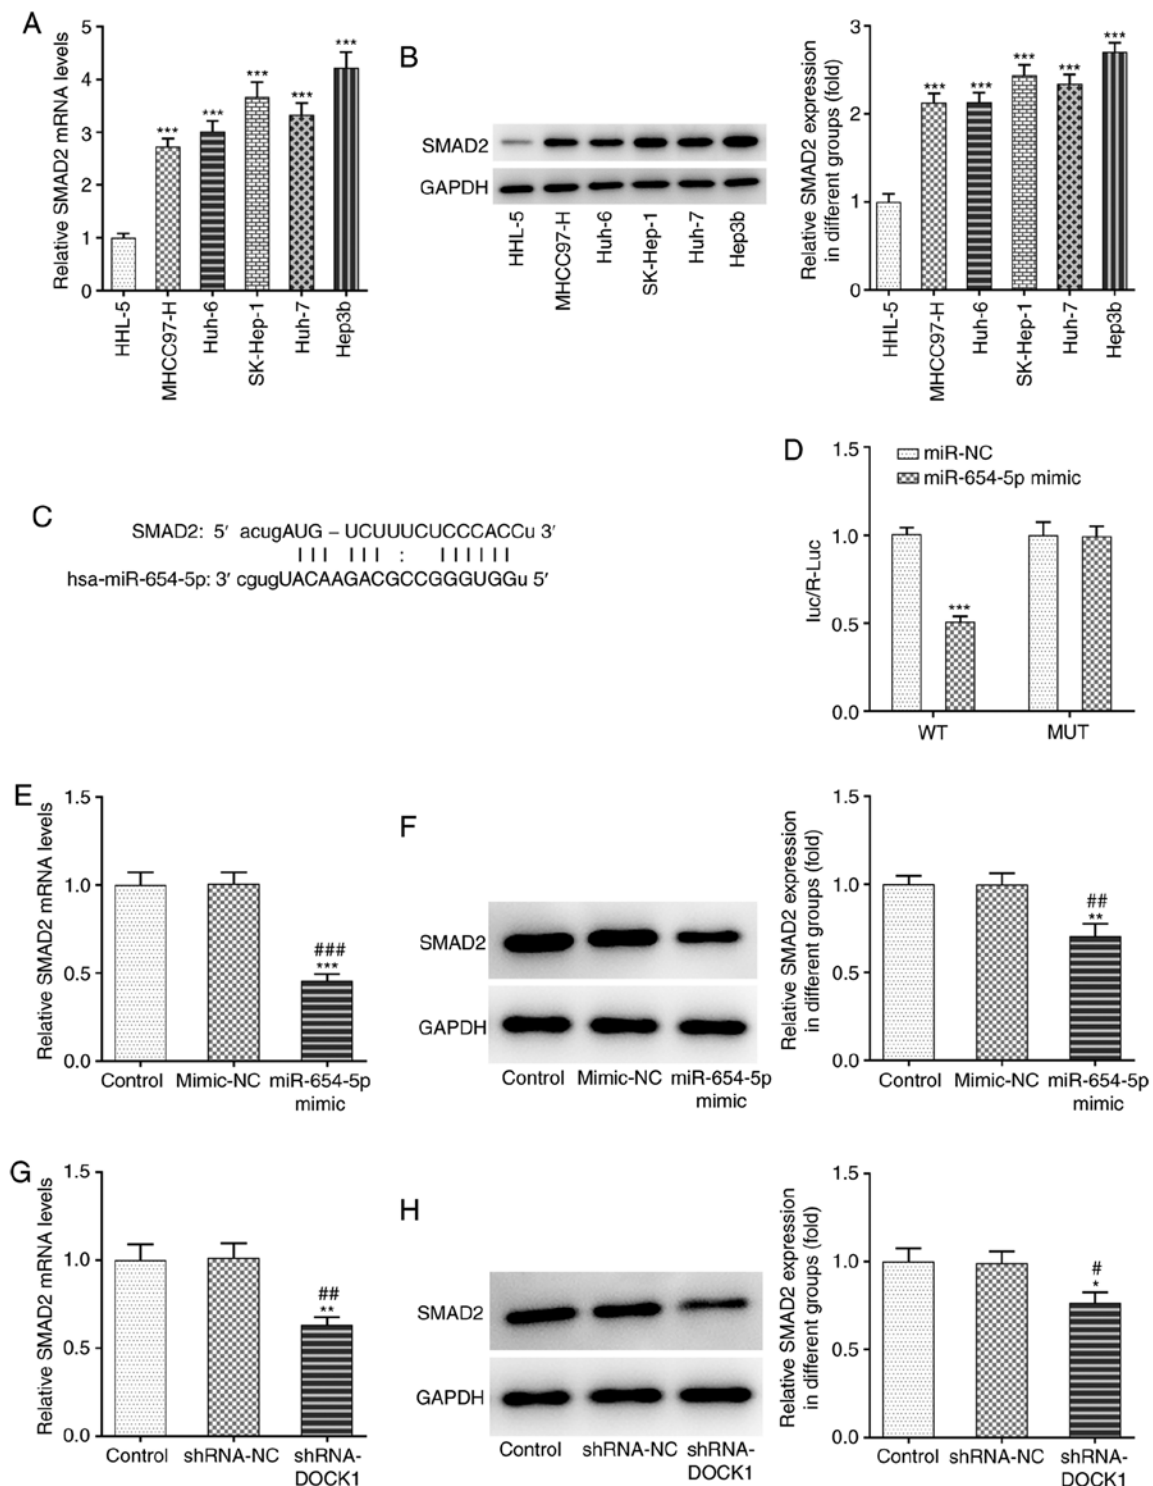 A
Relative SMAD2 mRNA levels
5
4
3
2
1
0
***
***
***
***
***
HHL-5
MHCC97-H
Huh-6
SK-Hep-1
Huh-7
Hep3b
B
SMAD2
GAPDH
HHL-5
MHCC97-H
Huh-6
SK-Hep-1
Huh-7
Hep3b
Relative SMAD2 expression
in different groups (fold)
3
2
1
0
***
***
***
***
***
HHL-5
MHCC97-H
Huh-6
SK-Hep-1
Huh-7
Hep3b
C
SMAD2: 5′ acugAUG – UCUUUCUCCCACCu 3′
||| ||| : ||||||
hsa-miR-654-5p: 3′ cgugUACAAGACGCCGGGUGGu 5′
D
luc/R-Luc
1.5
1.0
0.5
0.0
miR-NC
miR-654-5p mimic
***
WT
MUT
E
Relative SMAD2 mRNA levels
1.5
1.0
0.5
0.0
###
***
Control
Mimic-NC
miR-654-5p
mimic
F
SMAD2
GAPDH
Control
Mimic-NC
miR-654-5p
mimic
Relative SMAD2 expression
in different groups (fold)
1.5
1.0
0.5
0.0
##
**
Control
Mimic-NC
miR-654-5p
mimic
G
Relative SMAD2 mRNA levels
1.5
1.0
0.5
0.0
##
**
Control
shRNA-NC
shRNA-
DOCK1
H
SMAD2
GAPDH
Control
shRNA-NC
shRNA-
DOCK1
Relative SMAD2 expression
in different groups (fold)
1.5
1.0
0.5
0.0
#
*
Control
shRNA-NC
shRNA-
DOCK1